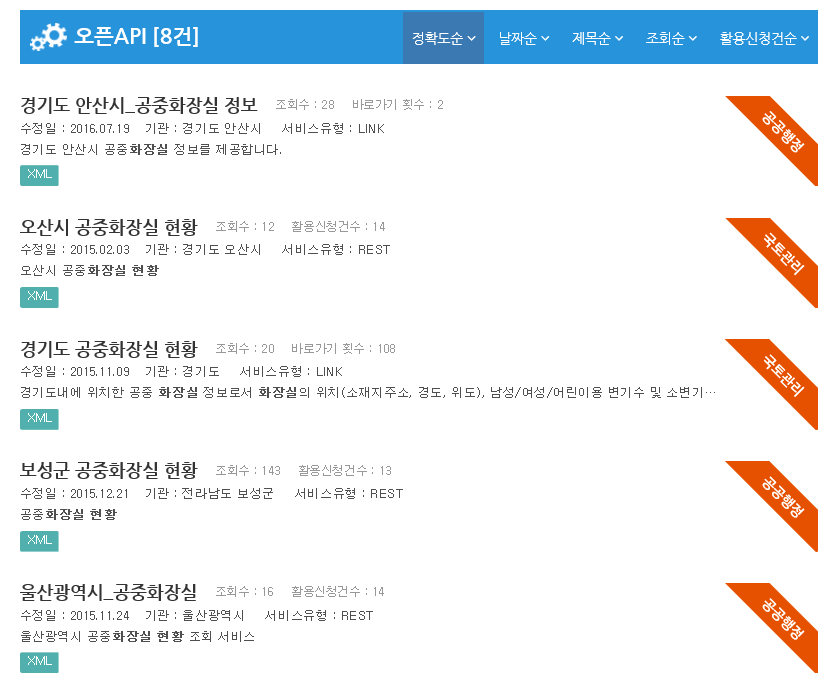 오픈API [8건] 정확도순 날짜순 제목순 조회순 활용신청건순
경기도 안산시_공중화장실 정보 조회수 : 28 바로가기 횟수 : 2
공공행정
수정일 : 2016.07.19 기관 : 경기도 안산시 서비스유형 : LINK
경기도 안산시 공중화장실 정보를 제공합니다.
XML
오산시 공중화장실 현황 조회수 : 12 활용신청건수 : 14
국토관리
수정일 : 2015.02.03 기관 : 경기도 오산시 서비스유형 : REST
오산시 공중화장실 현황
XML
경기도 공중화장실 현황 조회수 : 20 바로가기 횟수 : 108
국토관리
수정일 : 2015.11.09 기관 : 경기도 서비스유형 : LINK
경기도내에 위치한 공중 화장실 정보로서 화장실의 위치(소재지주소, 경도, 위도), 남성/여성/어린이용 변기수 및 소변기…
XML
보성군 공중화장실 현황 조회수 : 143 활용신청건수 : 13
공공행정
수정일 : 2015.12.21 기관 : 전라남도 보성군 서비스유형 : REST
공중화장실 현황
XML
울산광역시_공중화장실 조회수 : 16 활용신청건수 : 14
공공행정
수정일 : 2015.11.24 기관 : 울산광역시 서비스유형 : REST
울산광역시 공중화장실 현황 조회 서비스
XML